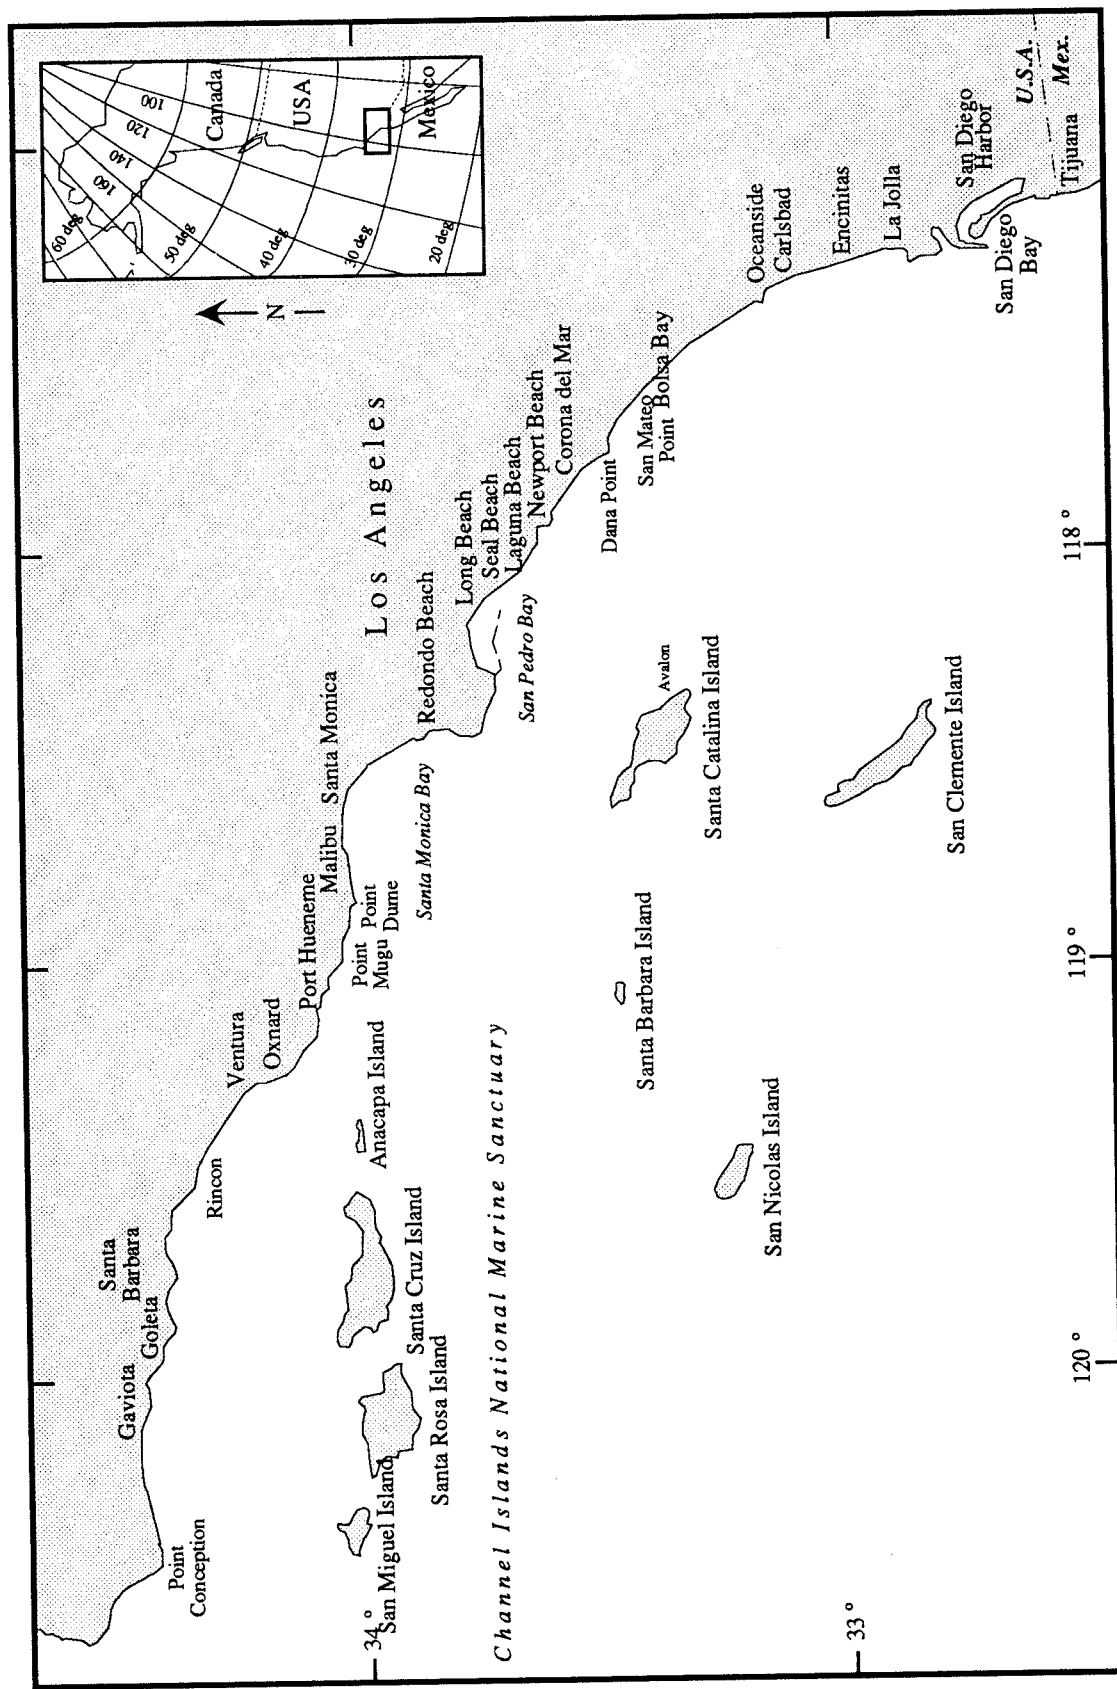 Point
Conception
Gaviota
Goleta
Santa
Barbara
Rincon
Ventura
Oxnard
Port Hueneme
Point
Mugu
Point
Dume
Malibu
Santa Monica
Santa Monica Bay
Redondo Beach
Los Angeles
Long Beach
Seal Beach
Laguna Beach
Newport Beach
Corona del Mar
San Pedro Bay
Dana Point
San Mateo
Point
Bolsa Bay
Oceanside
Carlsbad
Encinitas
La Jolla
San Diego
Harbor
San Diego
Bay
U.S.A.
Mex.
Tijuana
San Miguel Island
Santa Rosa Island
Santa Cruz Island
Anacapa Island
Channel Islands National Marine Sanctuary
Santa Barbara Island
San Nicolas Island
Avalon
Santa Catalina Island
San Clemente Island
34 °
33 °
120 °
119 °
118 °
N
60 deg
50 deg
40 deg
30 deg
20 deg
160
140
120
100
Canada
USA
Mexico